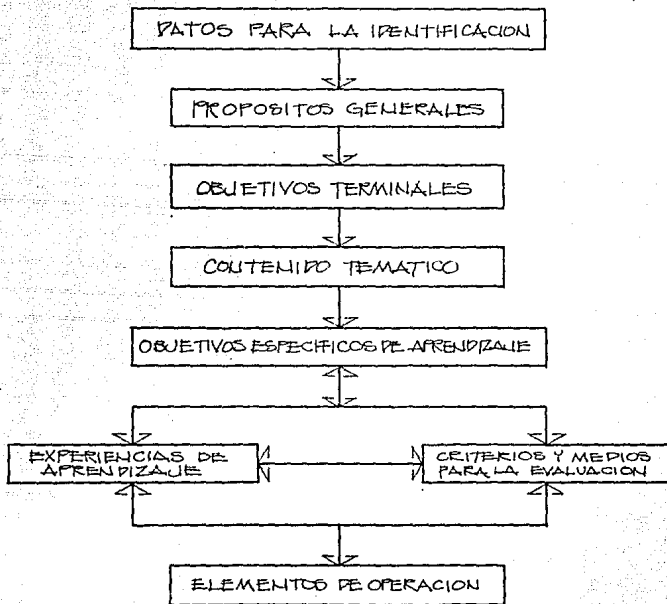 DATOS PARA LA IDENTIFICACION
PROPOSITOS GENERALES
OBJETIVOS TERMINALES
CONTENIDO TEMATICO
OBJETIVOS ESPECIFICOS DE APRENDIZAJE
EXPERIENCIAS DE
APRENDIZAJE
CRITERIOS Y MEDIOS
PARA LA EVALUACION
ELEMENTOS DE OPERACION